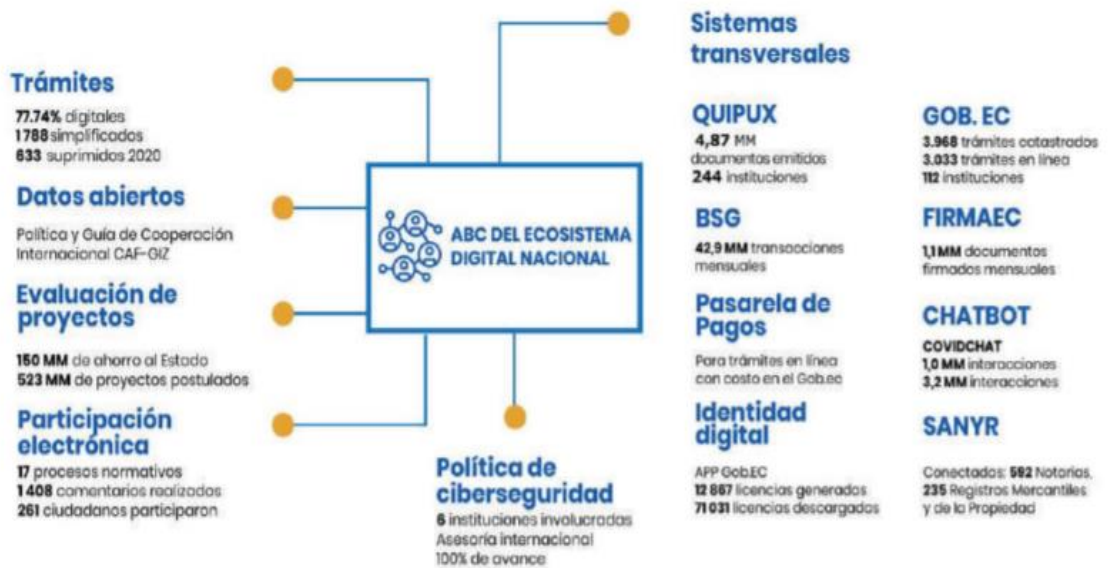 Trámites
77.74% digitales
1788 simplificados
633 suprimidos 2020
Datos abiertos
Política y Guía de Cooperación
Internacional CAF-GIZ
Evaluación de
proyectos
150 MM de ahorro al Estado
523 MM de proyectos postulados
Participación
electrónica
17 procesos normativos
1 408 comentarios realizados
261 ciudadanos participaron
ABC DEL ECOSISTEMA
DIGITAL NACIONAL
Política de
ciberseguridad
6 instituciones involucradas
Asesoría internacional
100% de avance
Sistemas
transversales
QUIPUX
4,87 MM
documentos emitidos
244 instituciones
BSG
42,9 MM transacciones
mensuales
Pasarela de
Pagos
Para trámites en línea
con costo en el Gob.ec
Identidad
digital
APP Gob.EC
12 867 licencias generados
71 031 licencias descargados
GOB. EC
3.968 trámites catastrados
3.033 trámites en línea
112 instituciones
FIRMAEC
1,1 MM documentos
firmados mensuales
CHATBOT
COVIDCHAT
1,0 MM interacciones
3,2 MM interacciones
SANYR
Conectados: 592 Notarías,
235 Registros Mercantiles
y de la Propiedad